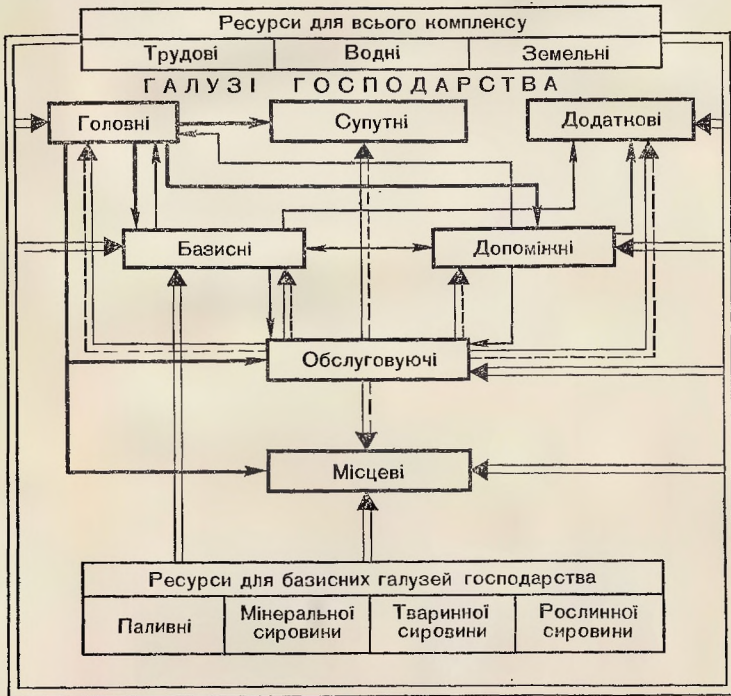 Ресурси для всього комплексу
Трудові Водні Земельні
ГАЛУЗІ ГОСПОДАРСТВА
Головні Супутні Додаткові
Базисні Допоміжні
Обслуговуючі
Місцеві
Ресурси для базисних галузей господарства
Паливні Мінеральної сировини Тваринної сировини Рослинної сировини